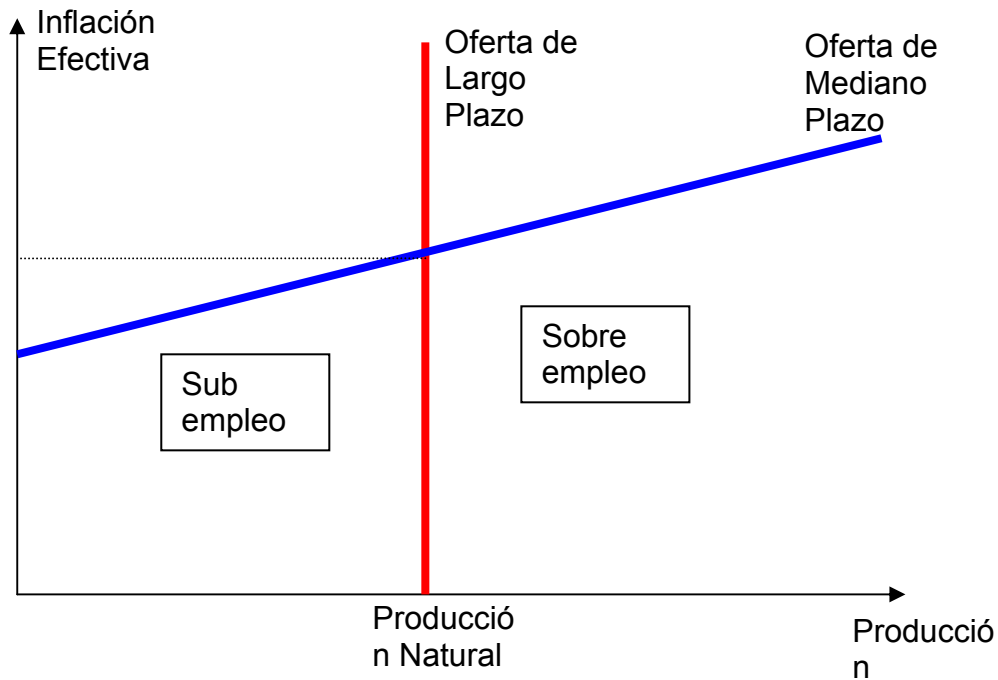 Inflación
Efectiva
Oferta de
Largo
Plazo
Oferta de
Mediano
Plazo
Sobre
empleo
Sub
empleo
Producció
n Natural
Producció
n